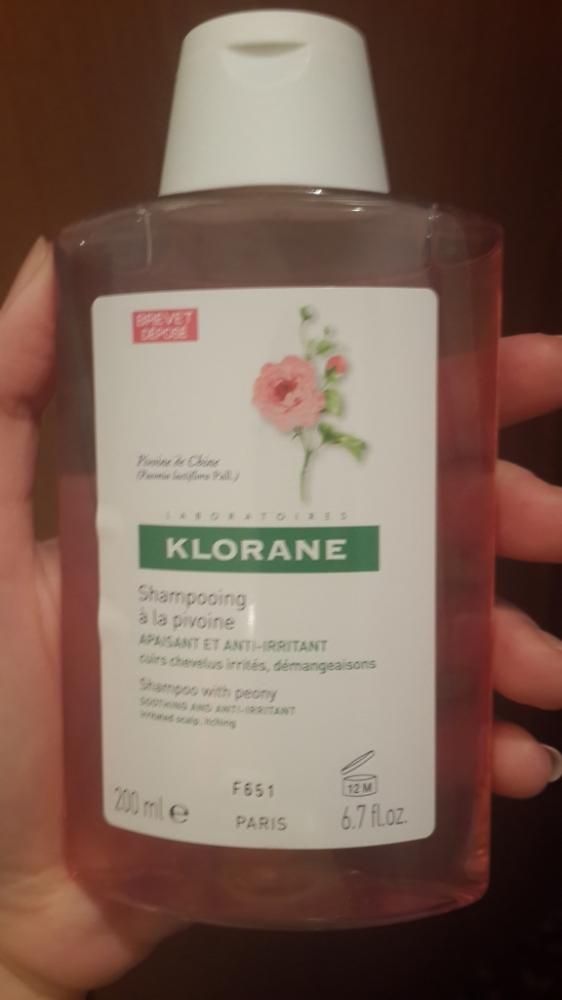 BREVET
DÉPOSÉ
Pivoine de Chine
(Paeonia lactiflora Pall.)
LABORATOIRES
KLORANE
Shampooing
à la pivoine
APAISANT ET ANTI-IRRITANT
cuirs chevelus irrités, démangeaisons
Shampoo with peony
SOOTHING AND ANTI-IRRITANT
irritated scalp, itching
F651
12 M
200 ml e
PARIS
6.7 fl.oz.